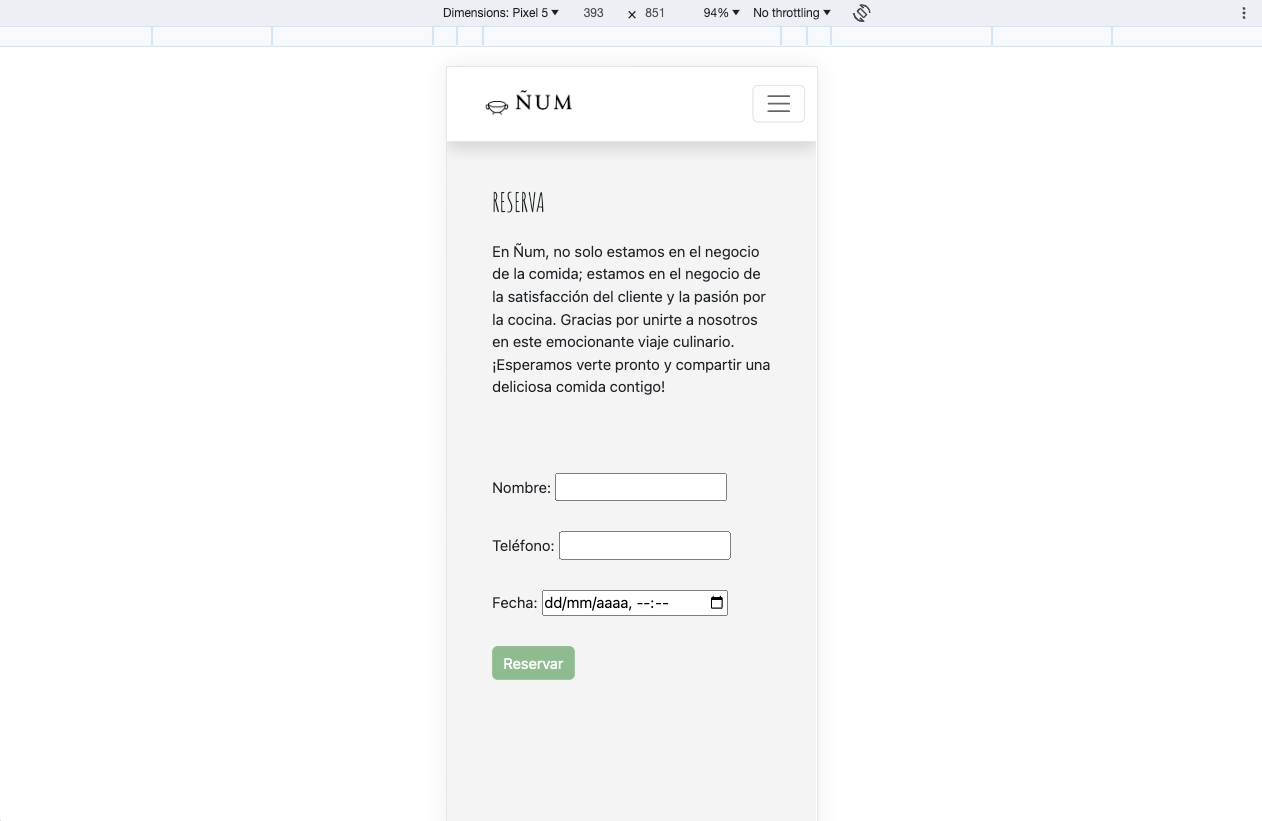 Dimensions: Pixel 5 393 x 851 94% No throttling
ÑUM
RESERVA
En Ñum, no solo estamos en el negocio
de la comida; estamos en el negocio de
la satisfacción del cliente y la pasión por
la cocina. Gracias por unirte a nosotros
en este emocionante viaje culinario.
¡Esperamos verte pronto y compartir una
deliciosa comida contigo!
Nombre:
Teléfono:
Fecha: dd/mm/aaaa, --:--
Reservar